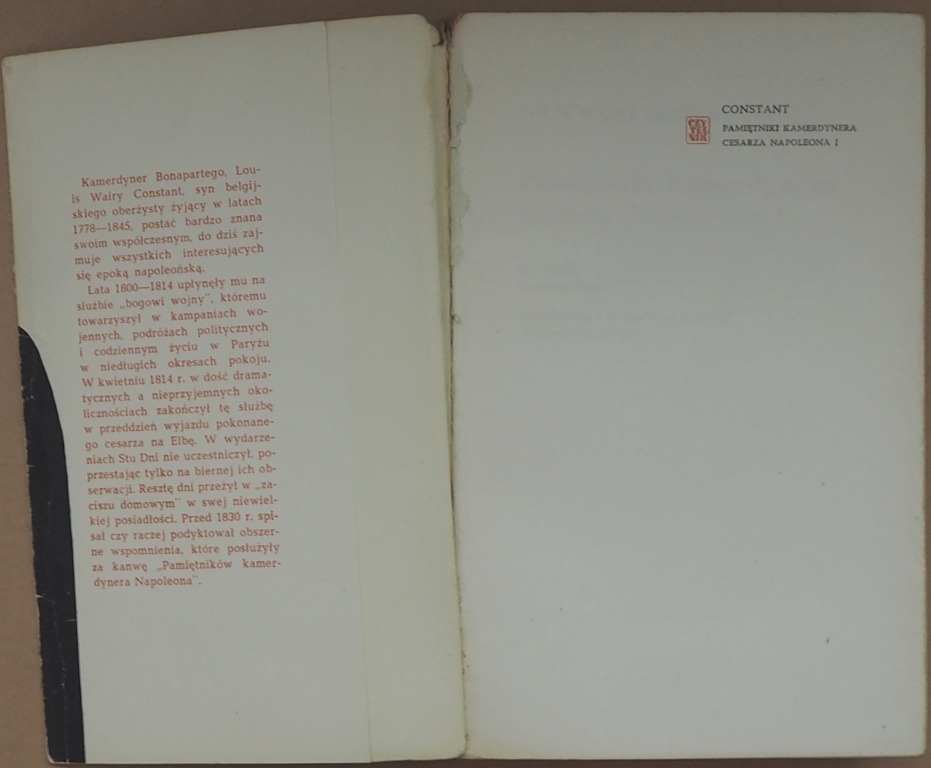 Kamerdyner Bonapartego, Lou-
is Wairy Constant, syn belgij-
skiego oberżysty żyjący w latach
1778—1845, postać bardzo znana
swoim współczesnym, do dziś zaj-
muje wszystkich interesujących
się epoką napoleońską.
Lata 1800—1814 upłynęły mu na
służbie „bogowi wojny", któremu
towarzyszył w kampaniach wo-
jennych, podróżach politycznych
i codziennym życiu w Paryżu
w niedługich okresach pokoju.
W kwietniu 1814 r. w dość drama-
tycznych a nieprzyjemnych oko-
licznościach zakończył tę służbę
w przeddzień wyjazdu pokonane-
go cesarza na Elbę. W wydarze-
niach Stu Dni nie uczestniczył, po-
przestając tylko na biernej ich ob-
serwacji. Resztę dni przeżył w „za-
ciszu domowym" w swej niewiel-
kiej posiadłości. Przed 1830 r. spi-
sał czy raczej podyktował obszer-
ne wspomnienia, które posłużyły
za kanwę „Pamiętników kamer-
dynera Napoleona".
CZY
TEL
NIK
CONSTANT
PAMIĘTNIKI KAMERDYNERA
CESARZA NAPOLEONA I